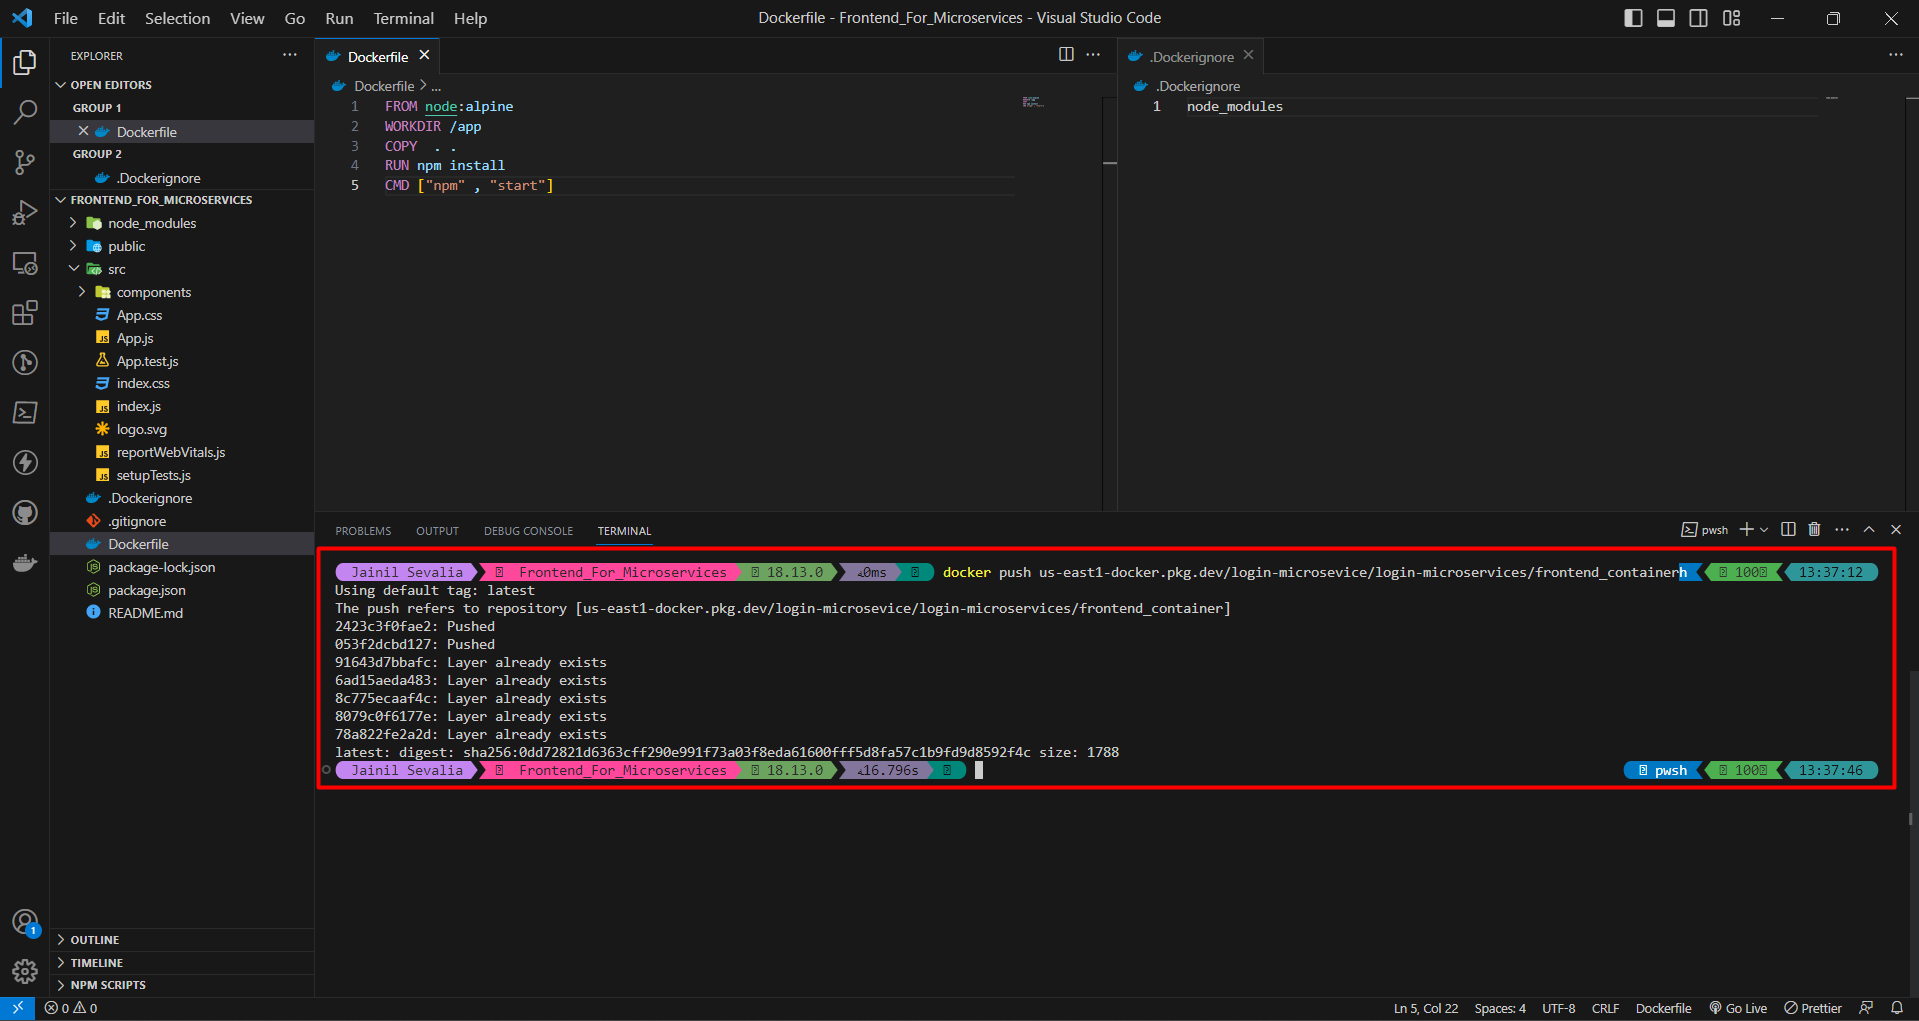 File Edit Selection View Go Run Terminal Help
Dockerfile - Frontend_For_Microservices - Visual Studio Code
EXPLORER
OPEN EDITORS
GROUP 1
Dockerfile
GROUP 2
.Dockerignore
FRONTEND_FOR_MICROSERVICES
node_modules
public
src
components
App.css
App.js
App.test.js
index.css
index.js
logo.svg
reportWebVitals.js
setupTests.js
.Dockerignore
.gitignore
Dockerfile
package-lock.json
package.json
README.md
OUTLINE
TIMELINE
NPM SCRIPTS
Dockerfile
Dockerfile > ...
1 FROM node:alpine
2 WORKDIR /app
3 COPY . .
4 RUN npm install
5 CMD ["npm" , "start"]
.Dockerignore
.Dockerignore
1 node_modules
PROBLEMS OUTPUT DEBUG CONSOLE TERMINAL
pwsh
Jainil Sevalia Frontend_For_Microservices 18.13.0 0ms docker push us-east1-docker.pkg.dev/login-microsevice/login-microservices/frontend_containerh 100 13:37:12
Using default tag: latest
The push refers to repository [us-east1-docker.pkg.dev/login-microsevice/login-microservices/frontend_container]
2423c3f0fae2: Pushed
053f2dcbd127: Pushed
91643d7bbafc: Layer already exists
6ad15aeda483: Layer already exists
8c775ecaaf4c: Layer already exists
8079c0f6177e: Layer already exists
78a822fe2a2d: Layer already exists
latest: digest: sha256:0dd72821d6363cff290e991f73a03f8eda61600fff5d8fa57c1b9fd9d8592f4c size: 1788
Jainil Sevalia Frontend_For_Microservices 18.13.0 16.796s pwsh 100 13:37:46
1
0 0
Ln 5, Col 22 Spaces: 4 UTF-8 CRLF Dockerfile Go Live Prettier